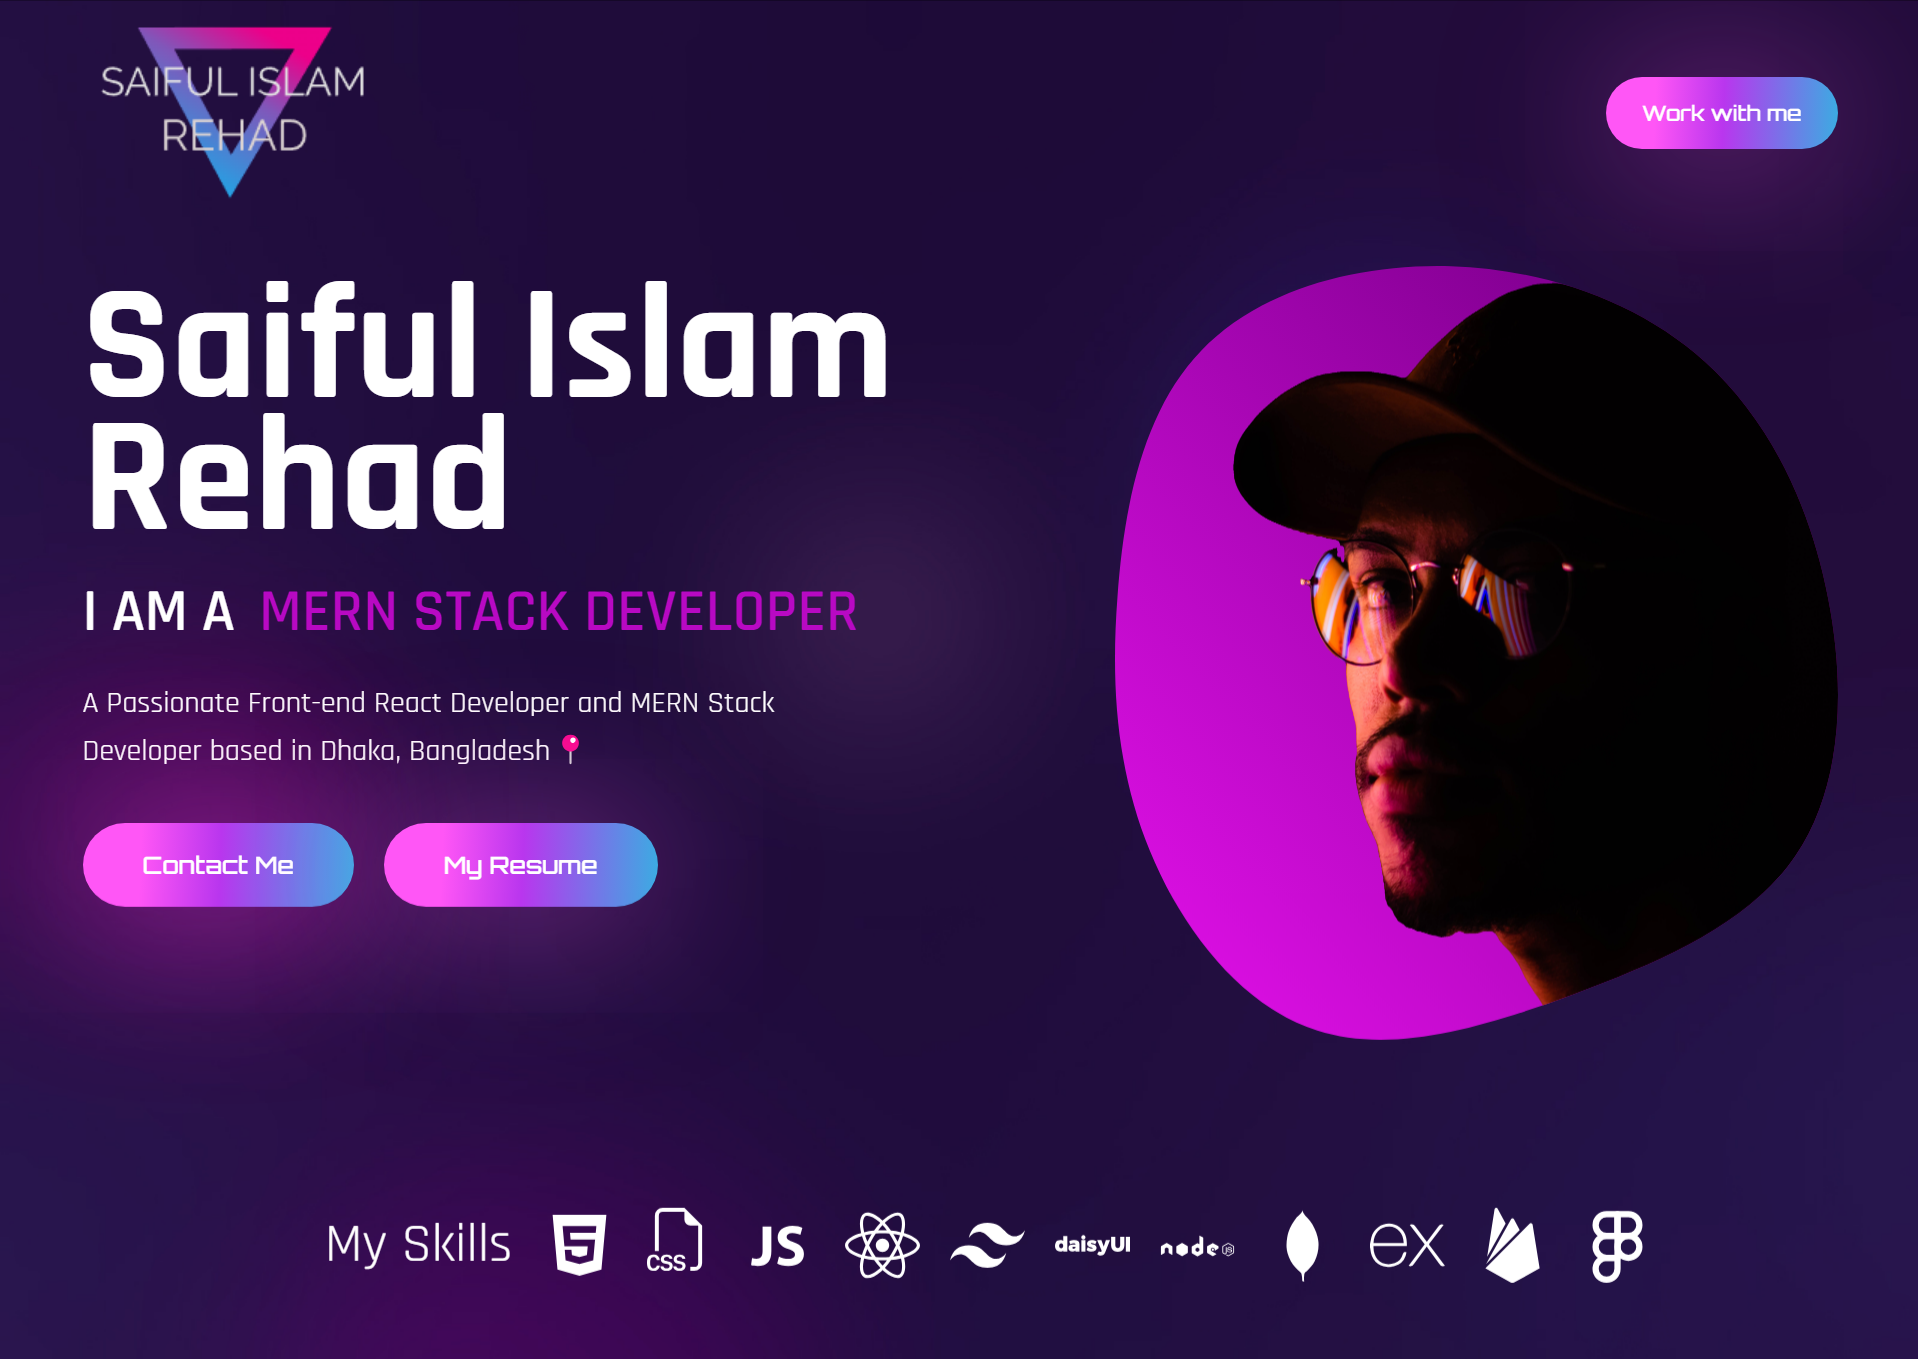 SAIFUL ISLAM
REHAD
Work with me
Saiful Islam
Rehad
I AM A MERN STACK DEVELOPER
A Passionate Front-end React Developer and MERN Stack
Developer based in Dhaka, Bangladesh
Contact Me
My Resume
My Skills
5
CSS
JS
daisyUI
node
JS
ex